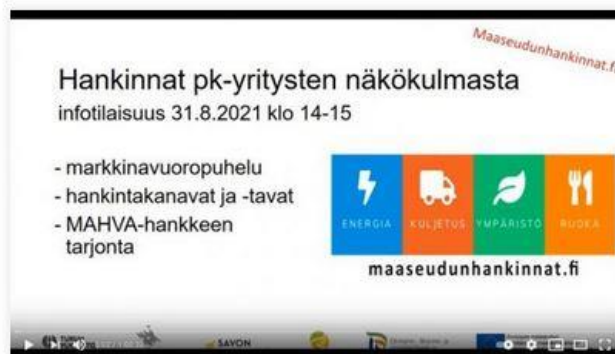 Maaseudunhankinnat.fi
Hankinnat pk-yritysten näkökulmasta
infotilaisuus 31.8.2021 klo 14-15
- markkinavuoropuhelu
- hankintakanavat ja -tavat
- MAHVA-hankkeen
tarjonta
ENERGIA KULJETUS YMPÄRISTÖ RUOKA
maaseudunhankinnat.fi
SAVON